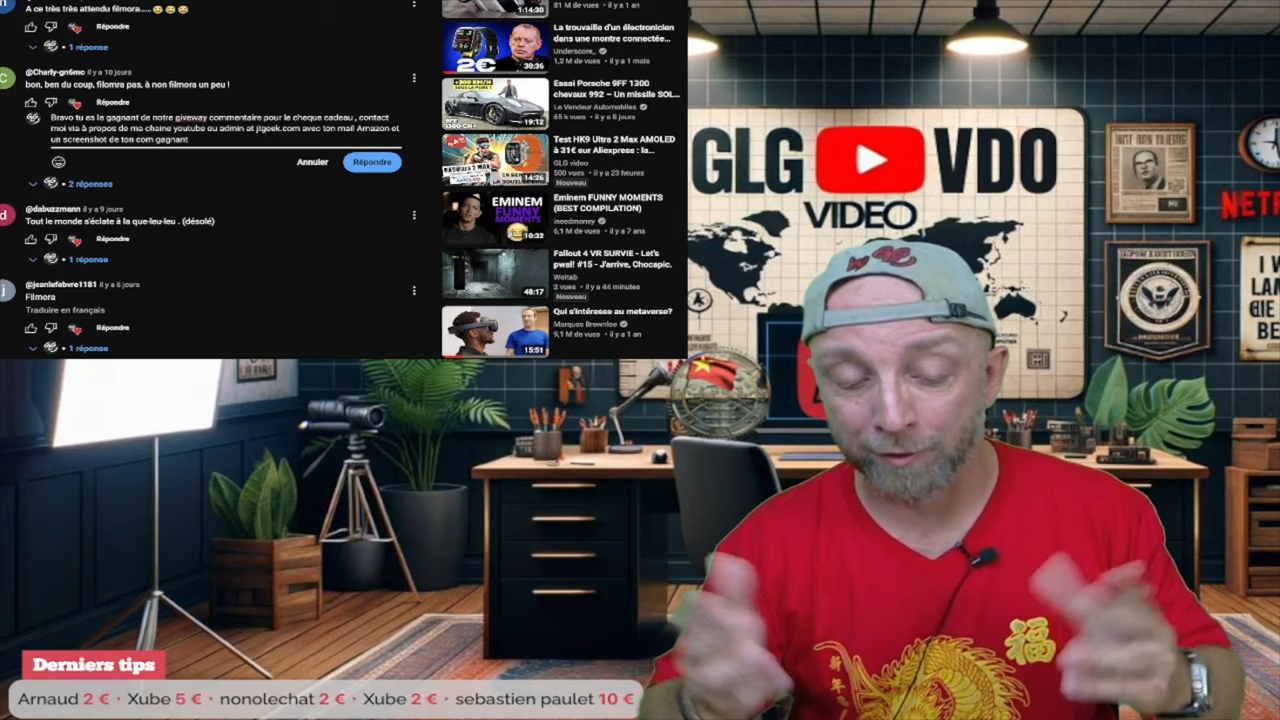 A ce très très attendu filmora.....
Répondre
1 réponse
@Charly-gn6mc il y a 10 jours
bon, ben du coup, filomra pas, à non filmora un peu !
Répondre
Bravo tu es le gagnant de notre giveway commentaire pour le cheque cadeau , contact
moi via à propos de ma chaine youtube ou admin at jtgeek.com avec ton mail Amazon et
un screenshot de ton com gagnant
Annuler
Répondre
2 réponses
@dabuzzmann il y a 9 jours
Tout le monde s'éclate à la que-leu-leu . (désolé)
Répondre
1 réponse
@jeanlefebvre1181 il y a 6 jours
Filmora
Traduire en français
Répondre
1 réponse
1:14:30
81 M de vues • il y a 1 an
2€
30:36
La trouvaille d'un électronicien
dans une montre connectée...
Underscore_
1,2 M de vues • il y a 1 mois
19:12
Essai Porsche 9FF 1300
chevaux 992 – Un missile SOL...
Le Vendeur Automobiles
65 k vues • il y a 8 jours
14:26
Test HK9 Ultra 2 Max AMOLED
à 31€ sur Aliexpress : la...
GLG video
500 vues • il y a 23 heures
Nouveau
EMINEM
FUNNY
MOMENTS
10:32
Eminem FUNNY MOMENTS
(BEST COMPILATION)
ineedmoney
6,1 M de vues • il y a 7 ans
48:17
Fallout 4 VR SURVIE - Let's
pwal! #15 - J'arrive, Chocapic.
Woltab
2 vues • il y a 44 minutes
Nouveau
15:51
Qui s'intéresse au metaverse?
Marques Brownlee
9,1 M de vues • il y a 1 an
GLG VDO
VIDEO
NETF
I W
LAM
BE
福
新年
Derniers tips
Arnaud 2 € • Xube 5 € • nonolechat 2 € • Xube 2 € • sebastien paulet 10 €